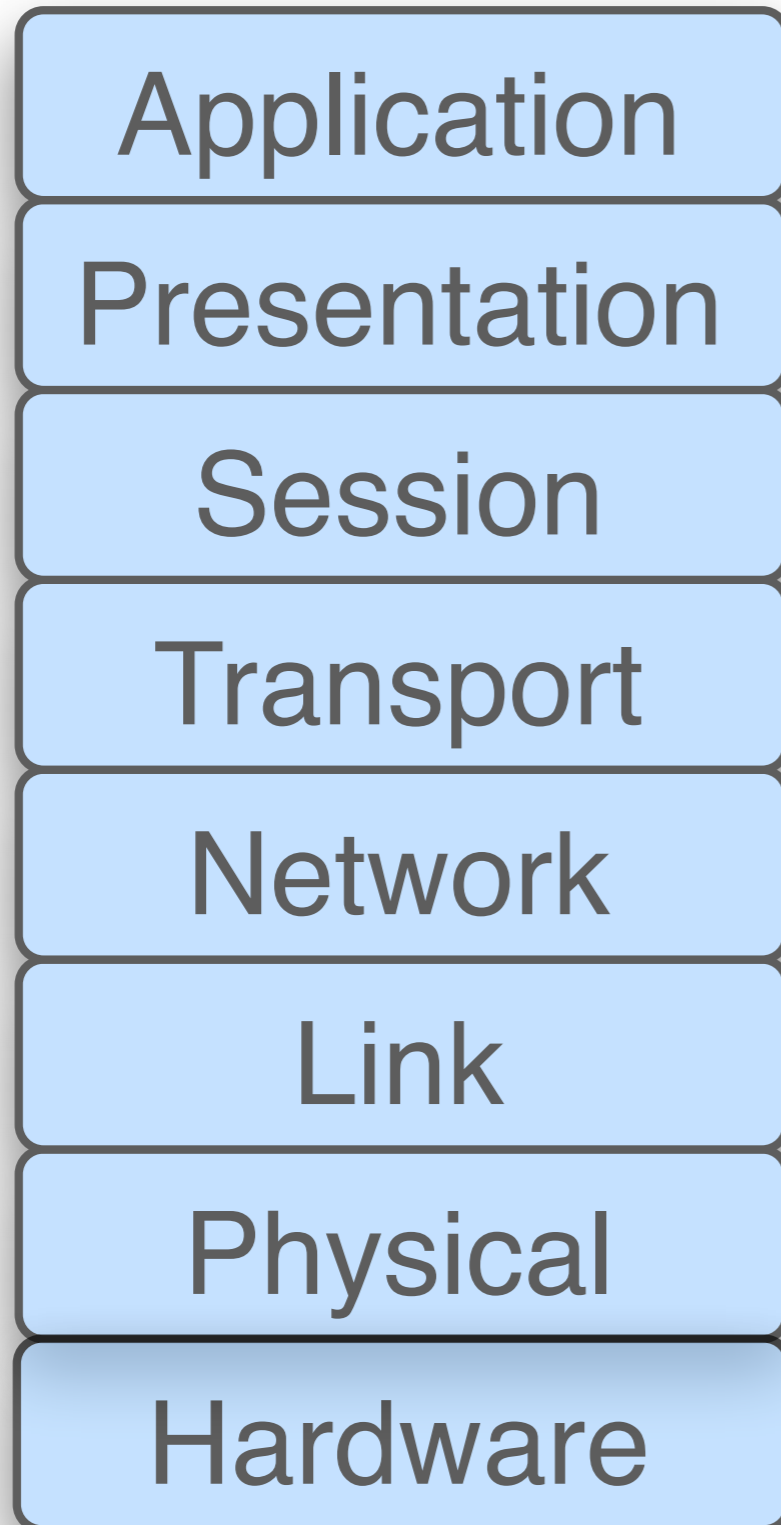 Application
Presentation
Session
Transport
Network
Link
Physical
Hardware